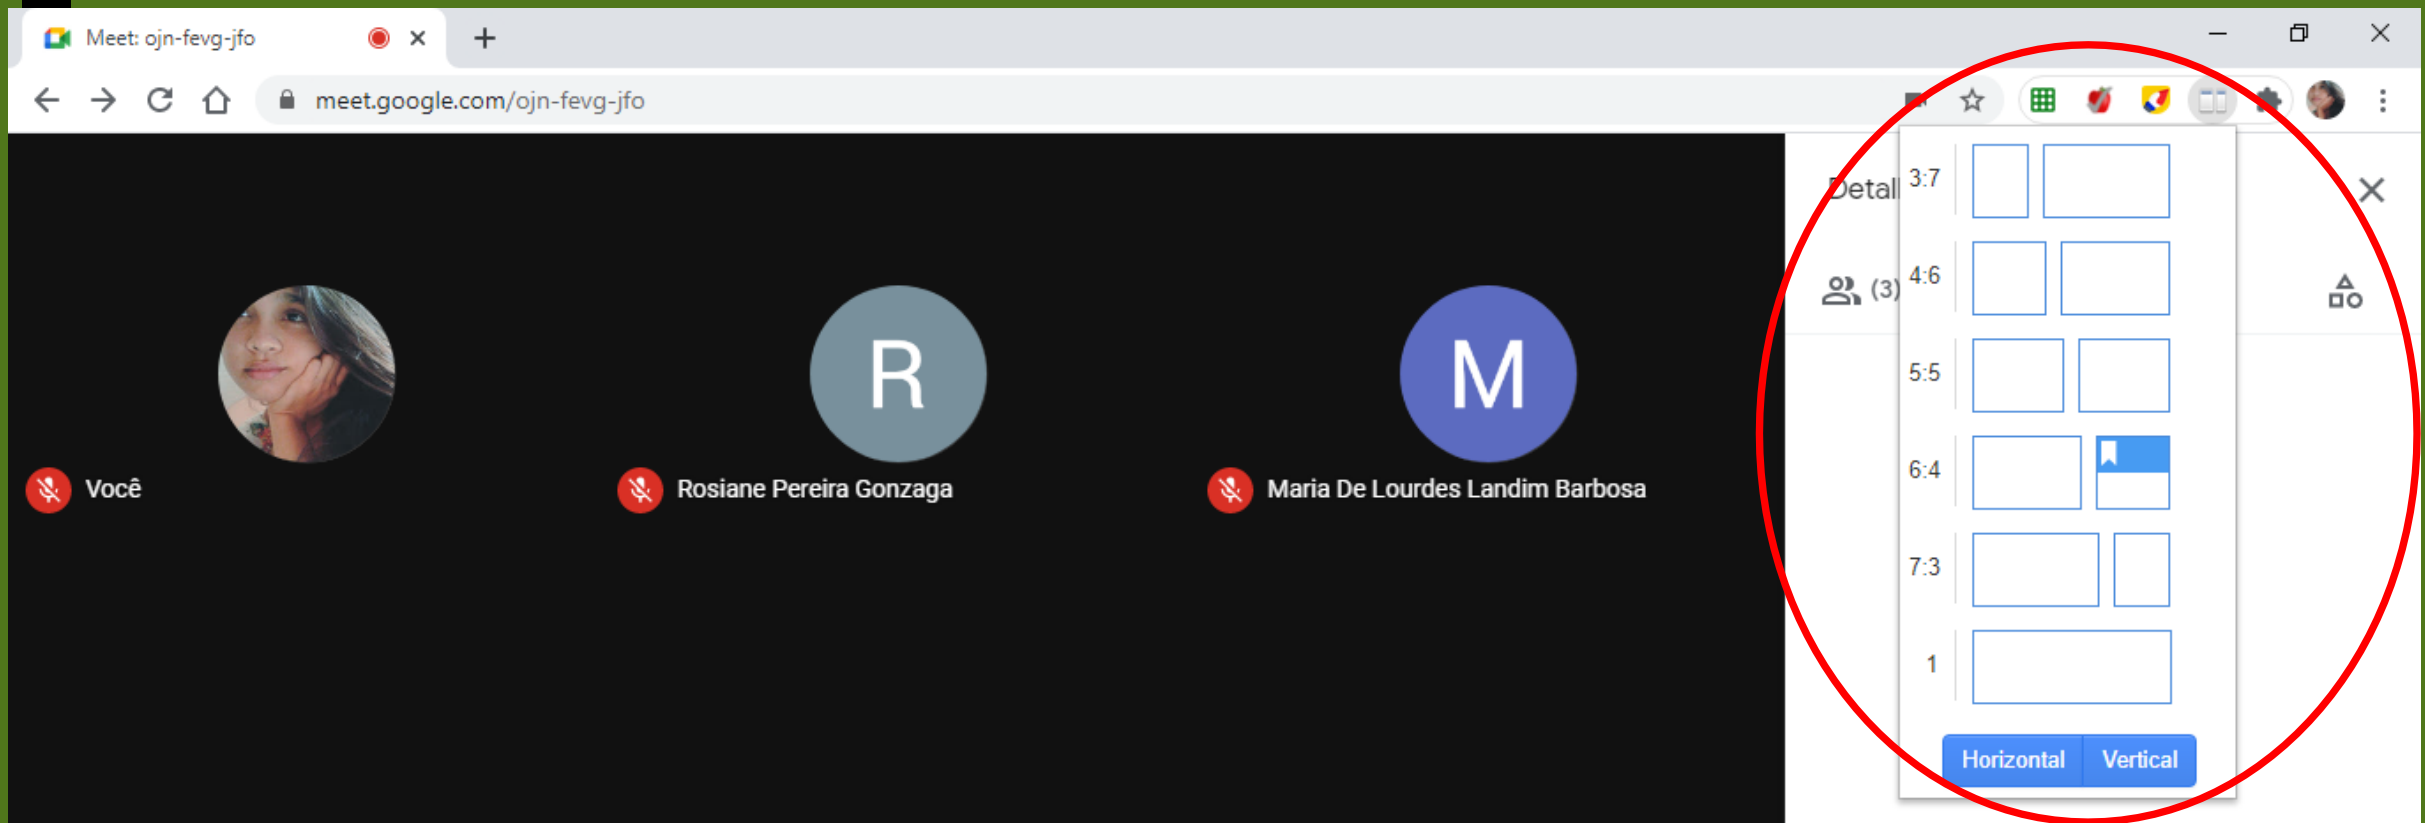 Meet: ojn-fevg-jfo
meet.google.com/ojn-fevg-jfo
Detall
(3)
R
M
Você
Rosiane Pereira Gonzaga
Maria De Lourdes Landim Barbosa
3:7
4:6
5:5
6:4
7:3
1
Horizontal Vertical